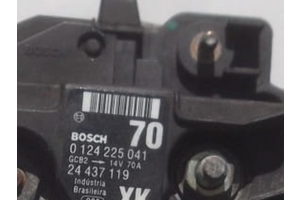 BOSCH 70
0 124 225 041
GCB2 → 14V 70A
24 437 119
Indústria
Brasileira YK